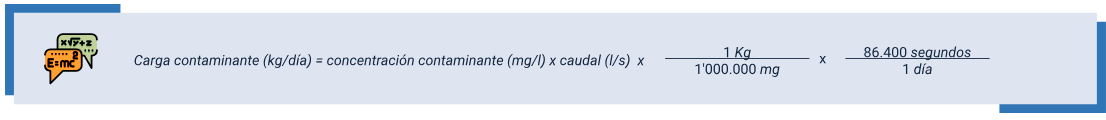 x√y+z
E=mc²
Carga contaminante (kg/día) = concentración contaminante (mg/l) x caudal (l/s) x 1 Kg / 1'000.000 mg x 86.400 segundos / 1 día